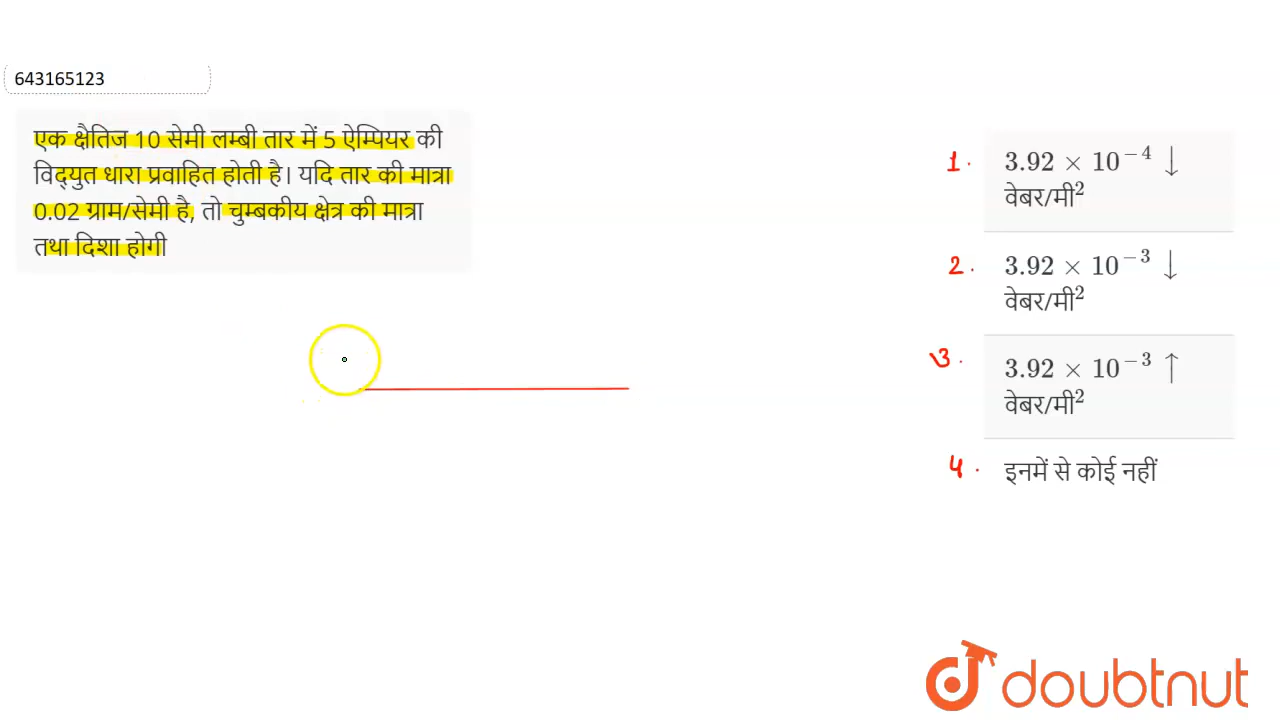 643165123
एक क्षैतिज 10 सेमी लम्बी तार में 5 ऐम्पियर की
विद्युत धारा प्रवाहित होती है। यदि तार की मात्रा
0.02 ग्राम/सेमी है, तो चुम्बकीय क्षेत्र की मात्रा
तथा दिशा होगी
1. 3.92 × 10⁻⁴ ↓
वेबर/मी²
2. 3.92 × 10⁻³ ↓
वेबर/मी²
3. 3.92 × 10⁻³ ↑
वेबर/मी²
4. इनमें से कोई नहीं
doubtnut